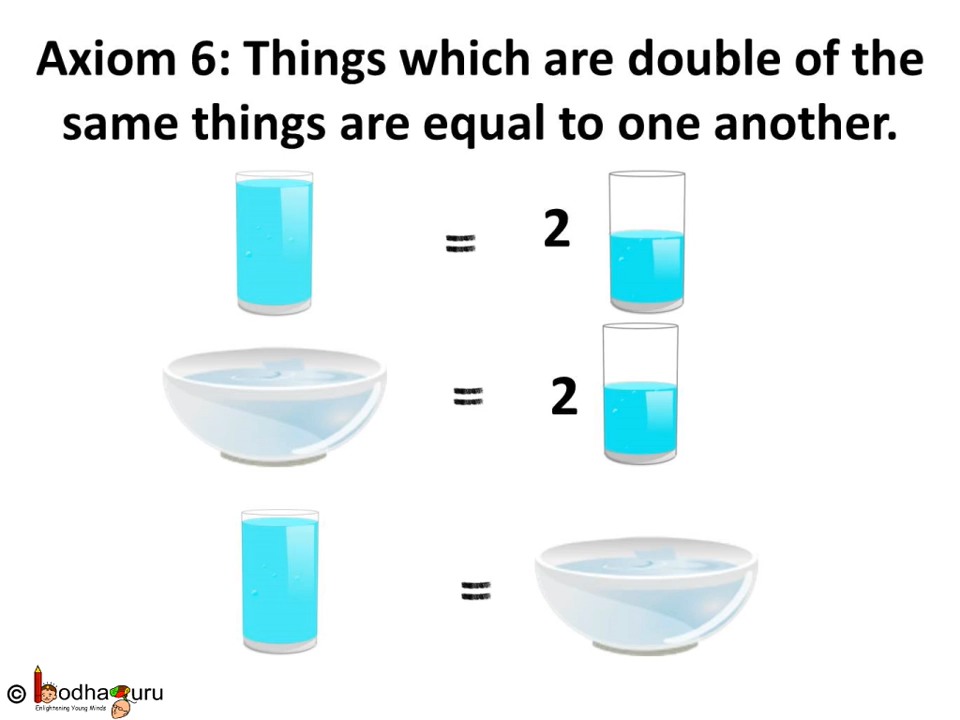 Axiom 6: Things which are double of the
same things are equal to one another.
= 2
= 2
=
© BodhaGuru
Enlightening Young Minds